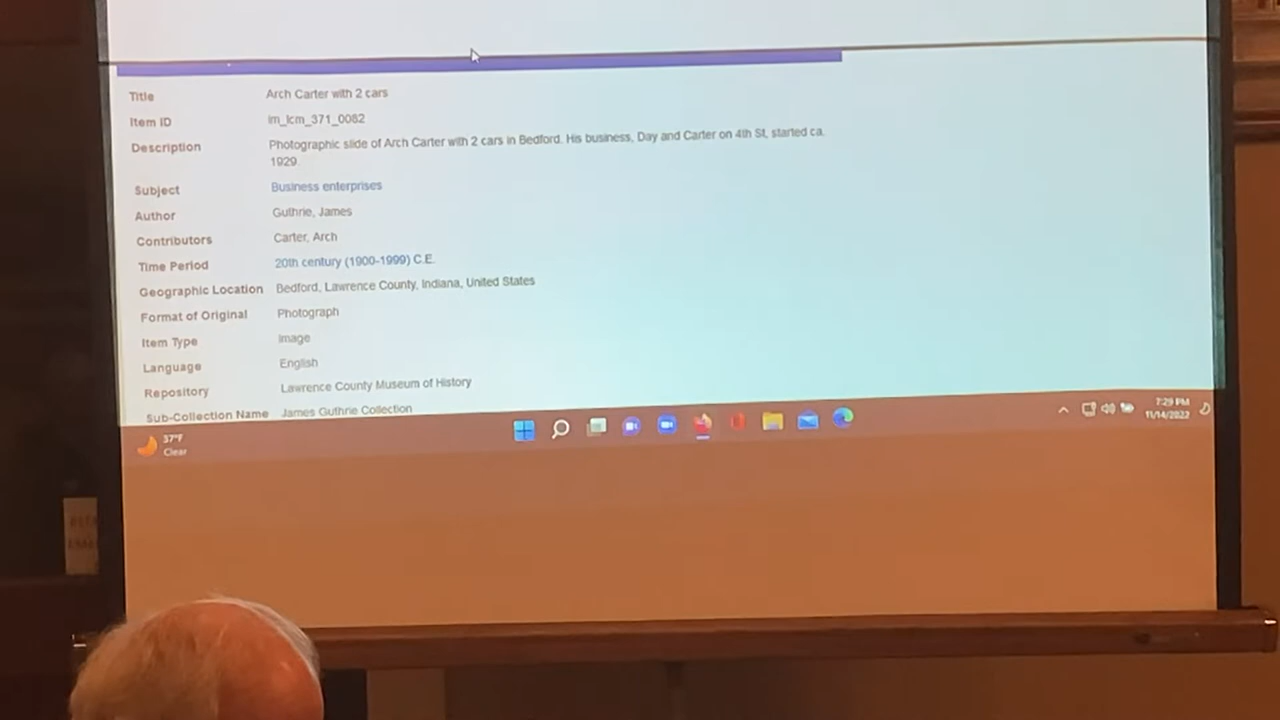 Title Arch Carter with 2 cars
Item ID im_lcm_371_0082
Description Photographic slide of Arch Carter with 2 cars in Bedford. His business, Day and Carter on 4th St, started ca.
1929.
Subject Business enterprises
Author Guthrie, James
Contributors Carter, Arch
Time Period 20th century (1900-1999) C.E.
Geographic Location Bedford, Lawrence County, Indiana, United States
Format of Original Photograph
Item Type Image
Language English
Repository Lawrence County Museum of History
Sub-Collection Name James Guthrie Collection
37°F
Clear
7:29 PM
11/14/2022